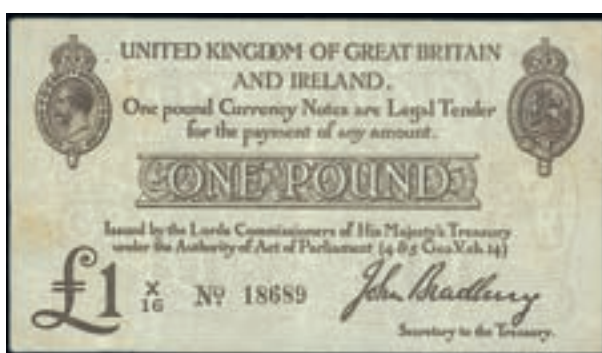 UNITED KINGDOM OF GREAT BRITAIN
AND IRELAND.
One pound Currency Notes are Legal Tender
for the payment of any amount.
ONE POUND
Issued by the Lords Commissioners of His Majesty's Treasury
under the Authority of Act of Parliament (4 & 5 Geo.V.ch.14)
£1 X/16 Nº 18689 John Bradbury
Secretary to the Treasury.